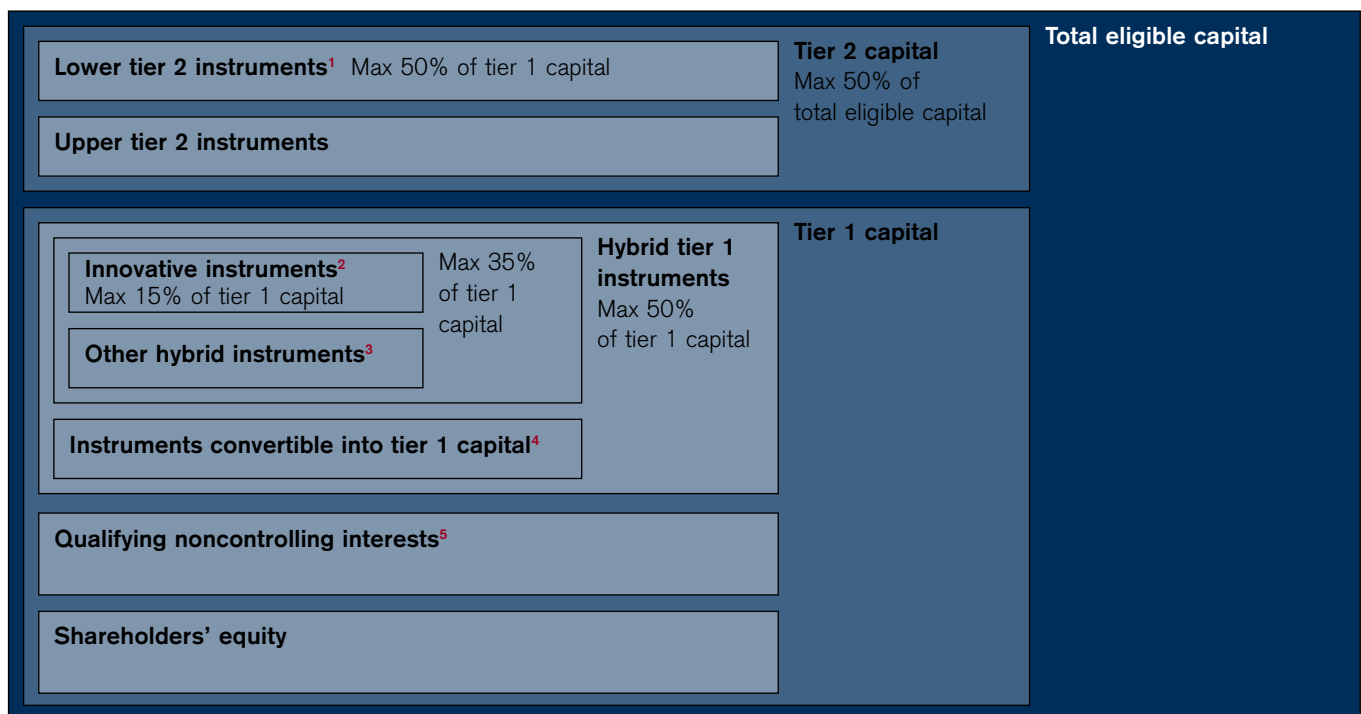 Total eligible capital
Tier 2 capital
Max 50% of
total eligible capital
Lower tier 2 instruments¹ Max 50% of tier 1 capital
Upper tier 2 instruments
Tier 1 capital
Hybrid tier 1
instruments
Max 50%
of tier 1 capital
Max 35%
of tier 1
capital
Innovative instruments²
Max 15% of tier 1 capital
Other hybrid instruments³
Instruments convertible into tier 1 capital⁴
Qualifying noncontrolling interests⁵
Shareholders’ equity